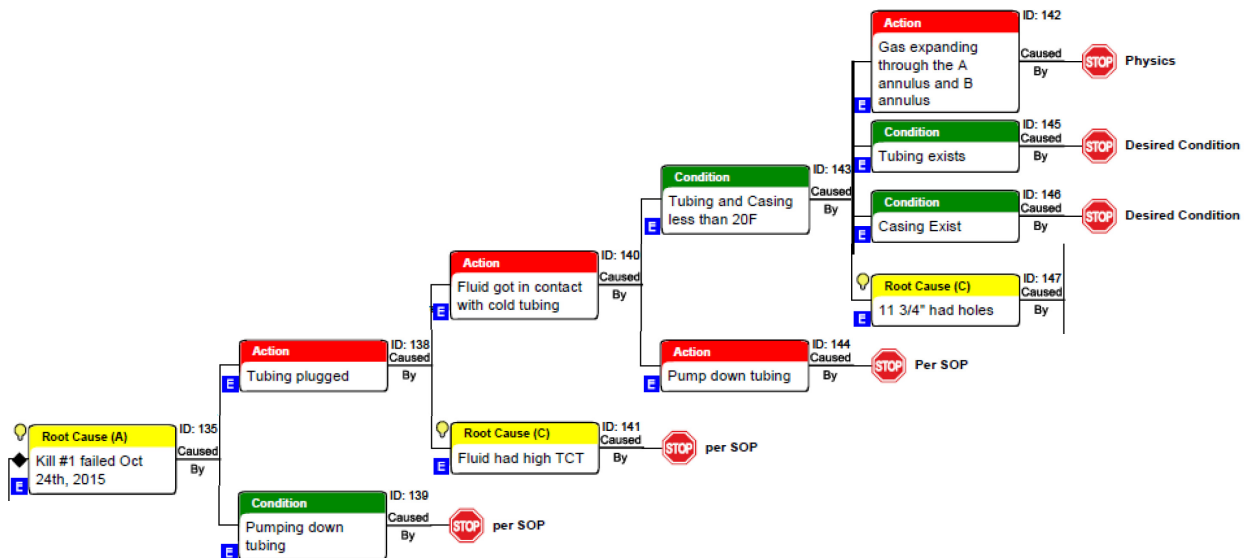 Action
ID: 142
Gas expanding
through the A
annulus and B
annulus
E
Caused
By
STOP
Physics
Condition
ID: 145
Tubing exists
E
Caused
By
STOP
Desired Condition
Condition
ID: 143
Tubing and Casing
less than 20F
E
Caused
By
Condition
ID: 146
Casing Exist
E
Caused
By
STOP
Desired Condition
Action
ID: 140
Fluid got in contact
with cold tubing
E
Caused
By
Root Cause (C)
ID: 147
11 3/4" had holes
E
Caused
By
Action
ID: 138
Tubing plugged
E
Caused
By
Action
ID: 144
Pump down tubing
E
Caused
By
STOP
Per SOP
Root Cause (A)
ID: 135
Kill #1 failed Oct
24th, 2015
E
Caused
By
Root Cause (C)
ID: 141
Fluid had high TCT
E
Caused
By
STOP
per SOP
Condition
ID: 139
Pumping down
tubing
E
Caused
By
STOP
per SOP